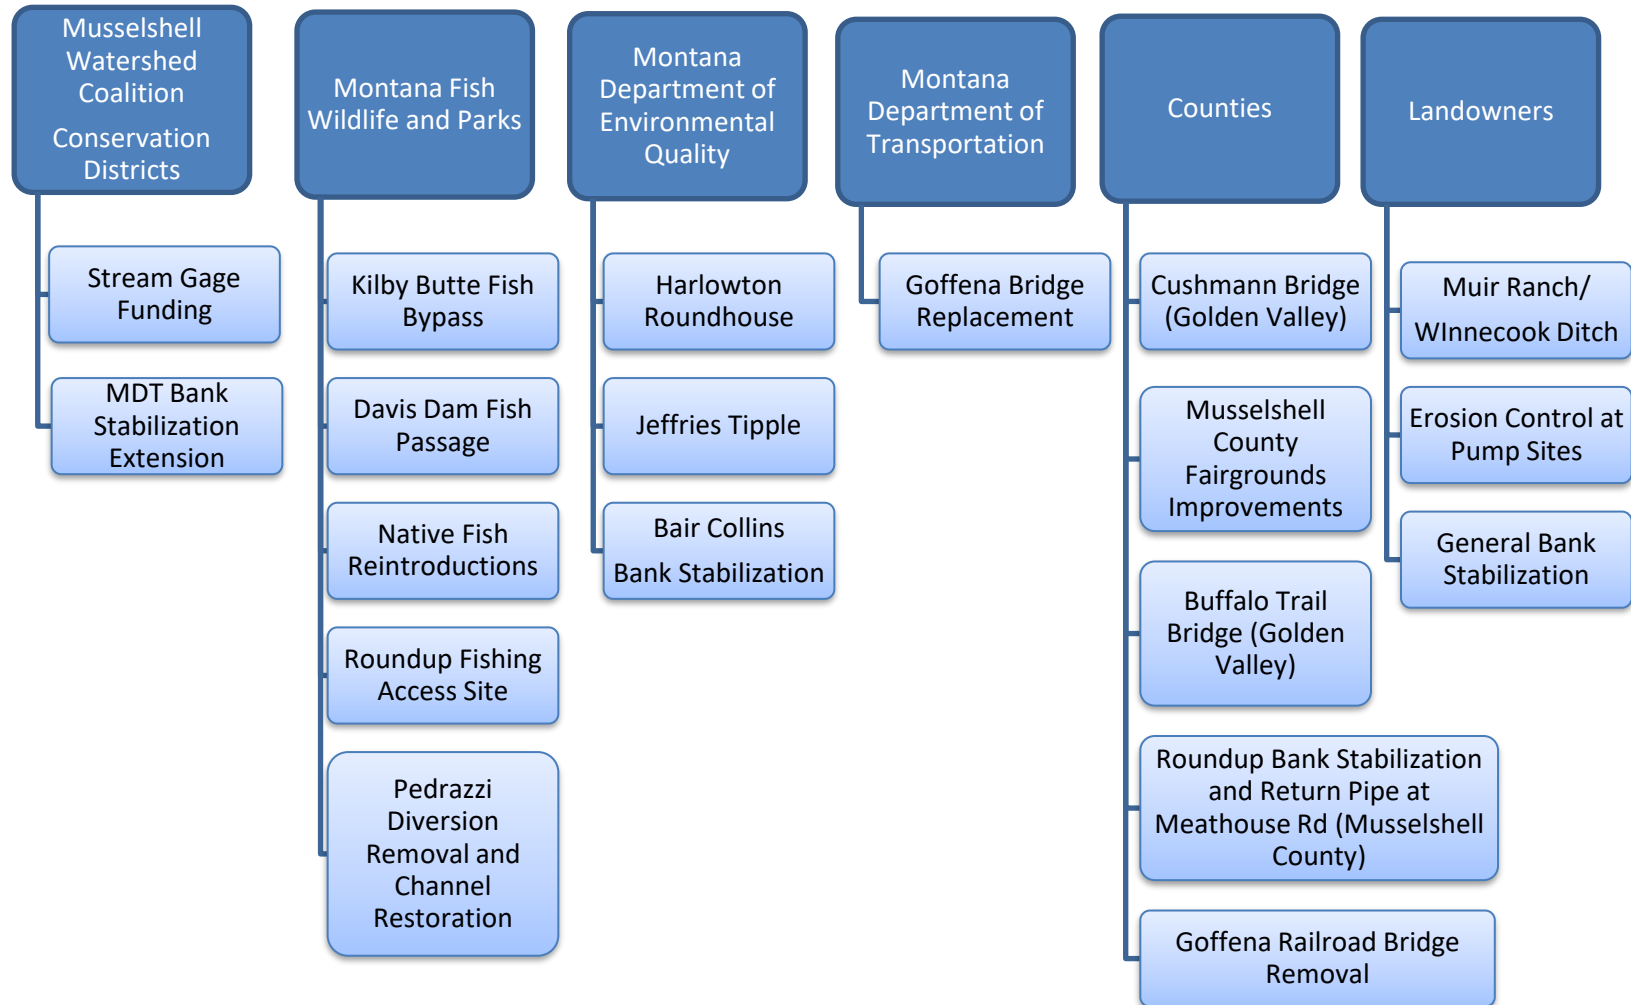 Musselshell
Watershed
Coalition
Conservation
Districts
Stream Gage
Funding
MDT Bank
Stabilization
Extension
Montana Fish
Wildlife and Parks
Kilby Butte Fish
Bypass
Davis Dam Fish
Passage
Native Fish
Reintroductions
Roundup Fishing
Access Site
Pedrazzi
Diversion
Removal and
Channel
Restoration
Montana
Department of
Environmental
Quality
Harlowton
Roundhouse
Jeffries Tipple
Bair Collins
Bank Stabilization
Montana
Department of
Transportation
Goffena Bridge
Replacement
Counties
Cushmann Bridge
(Golden Valley)
Musselshell
County
Fairgrounds
Improvements
Buffalo Trail
Bridge (Golden
Valley)
Roundup Bank Stabilization
and Return Pipe at
Meathouse Rd (Musselshell
County)
Goffena Railroad Bridge
Removal
Landowners
Muir Ranch/
WInnecook Ditch
Erosion Control at
Pump Sites
General Bank
Stabilization